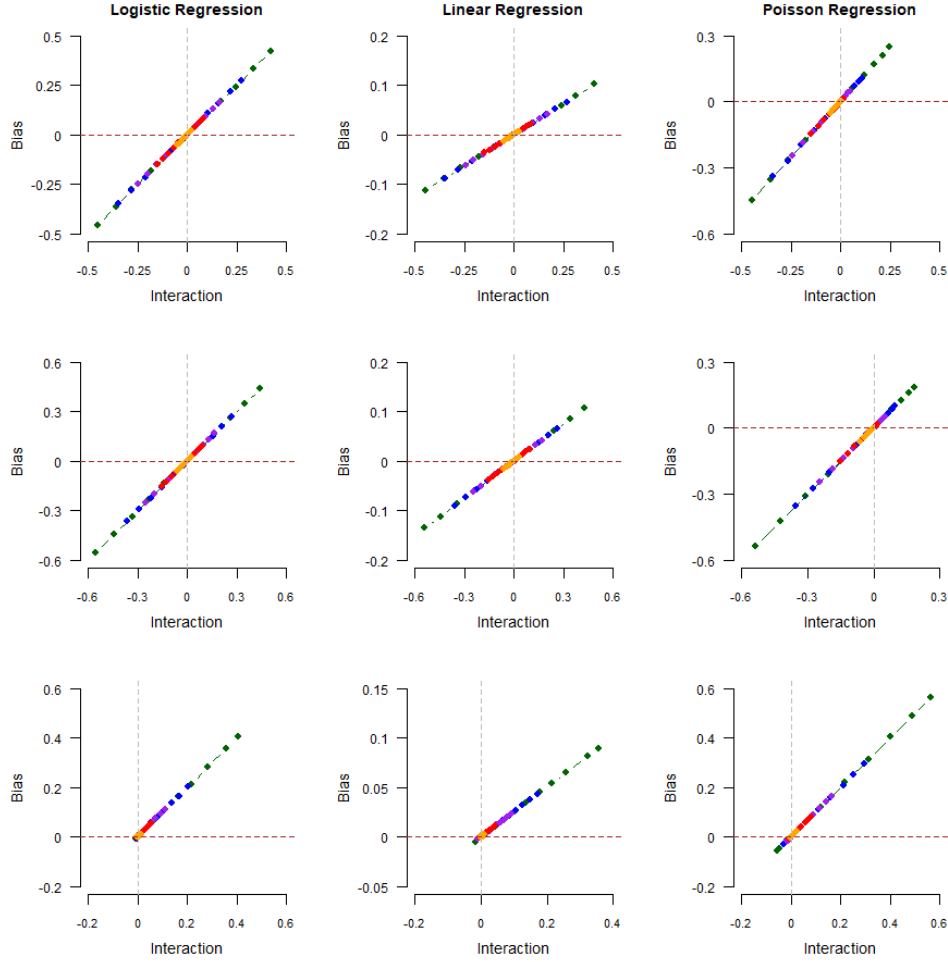 Logistic Regression Linear Regression Poisson Regression
0.5 0.2 0.3
0.25 0.1 0
Bias 0 Bias 0 Bias -0.3
-0.25 -0.1
-0.5 -0.2 -0.6
-0.5 -0.25 0 0.25 0.5 -0.5 -0.25 0 0.25 0.5 -0.5 -0.25 0 0.25 0.5
Interaction Interaction Interaction
0.6 0.2 0.3
0.3 0.1 0
Bias 0 Bias 0 Bias
-0.3 -0.1 -0.3
-0.6 -0.2 -0.6
-0.6 -0.3 0 0.3 0.6 -0.6 -0.3 0 0.3 0.6 -0.6 -0.3 0 0.3
Interaction Interaction Interaction
0.6 0.15 0.6
0.4 0.1 0.4
Bias 0.2 Bias 0.05 Bias 0.2
0 0 0
-0.2 -0.05 -0.2
-0.2 0 0.2 0.4 0.6 -0.2 0 0.2 0.4 -0.2 0 0.2 0.4 0.6
Interaction Interaction Interaction